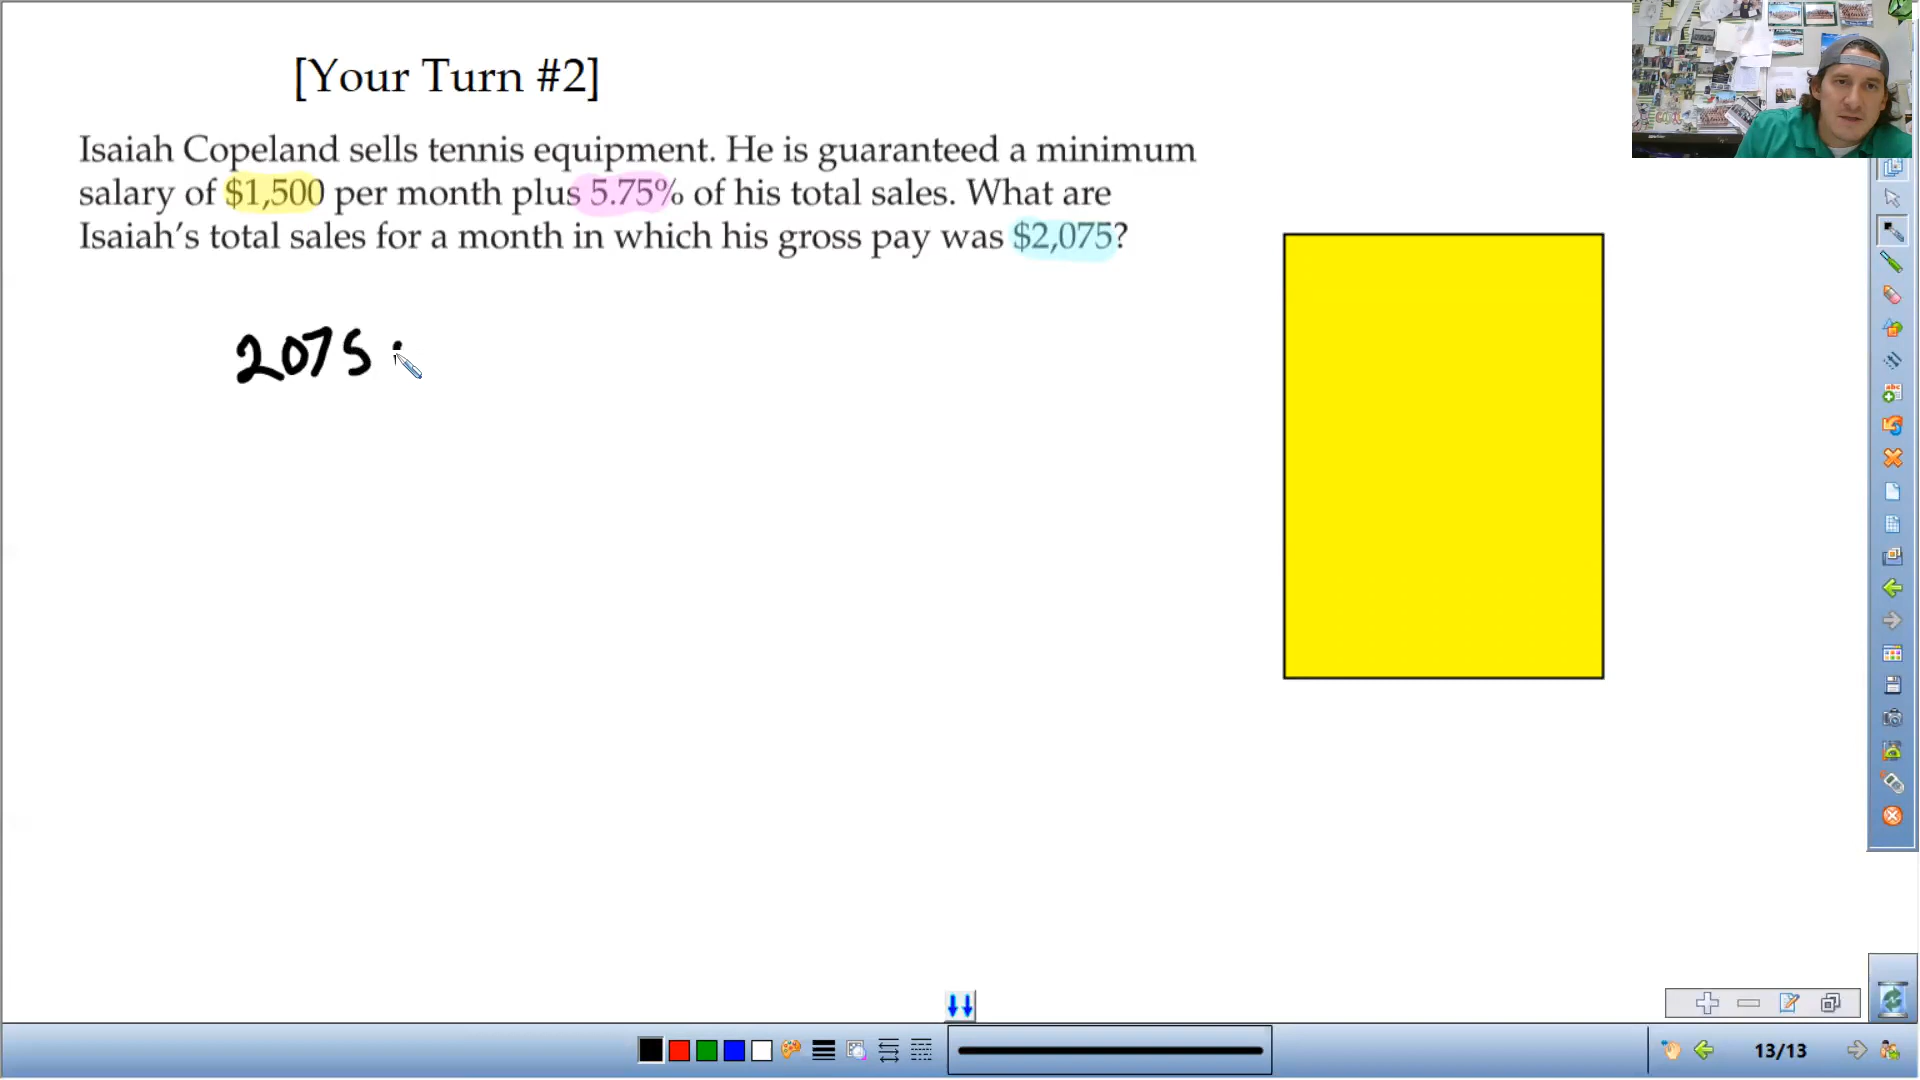 [Your Turn #2]
Isaiah Copeland sells tennis equipment. He is guaranteed a minimum
salary of $1,500 per month plus 5.75% of his total sales. What are
Isaiah's total sales for a month in which his gross pay was $2,075?
2075
13/13